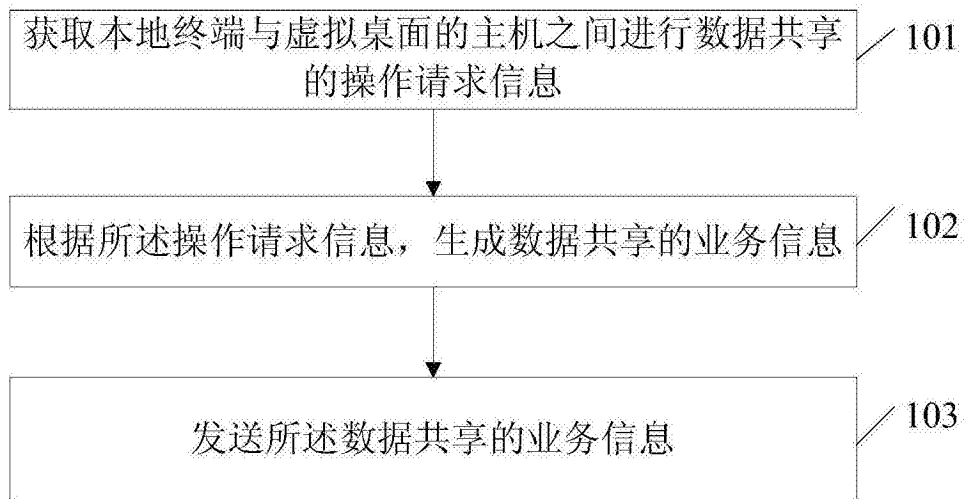 获取本地终端与虚拟桌面的主机之间进行数据共享
的操作请求信息
101
根据所述操作请求信息，生成数据共享的业务信息
102
发送所述数据共享的业务信息
103